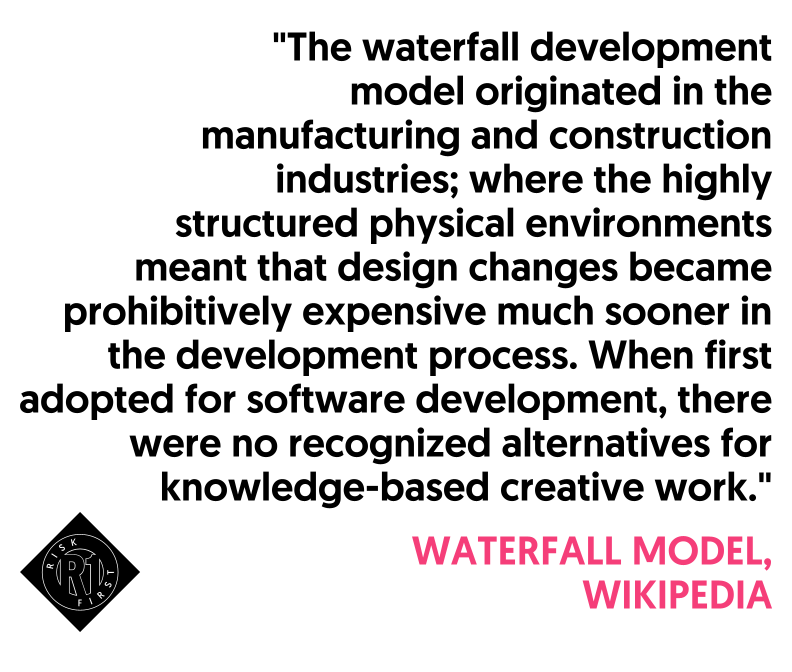 "The waterfall development
model originated in the
manufacturing and construction
industries; where the highly
structured physical environments
meant that design changes became
prohibitively expensive much sooner in
the development process. When first
adopted for software development, there
were no recognized alternatives for
knowledge-based creative work."
WATERFALL MODEL,
WIKIPEDIA
RISK
R1
FIRST